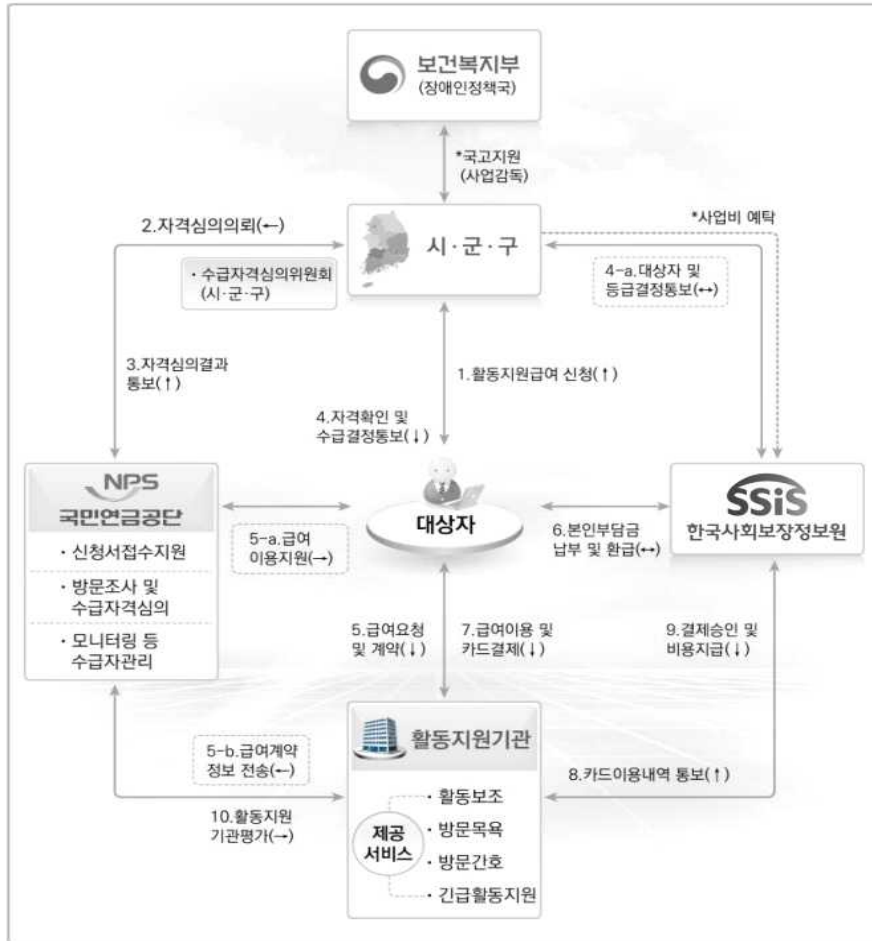 보건복지부
(장애인정책국)
*국고지원
(사업감독)
2.자격심의의뢰(←)
*사업비 예탁
시·군·구
· 수급자격심의위원회
(시·군·구)
4-a.대상자 및
등급결정통보(↔)
3.자격심의결과
통보(↑)
1.활동지원급여 신청(↑)
4.자격확인 및
수급결정통보(↓)
NPS
국민연금공단
· 신청서접수지원
· 방문조사 및
수급자격심의
· 모니터링 등
수급자관리
5-a.급여
이용지원(→)
대상자
6.본인부담금
납부 및 환급(↔)
SSiS
한국사회보장정보원
5.급여요청
및 계약(↓)
7.급여이용 및
카드결제(↓)
9.결제승인 및
비용지급(↓)
5-b.급여계약
정보 전송(←)
10.활동지원
기관평가(→)
활동지원기관
8.카드이용내역 통보(↑)
제공
서비스
· 활동보조
· 방문목욕
· 방문간호
· 긴급활동지원